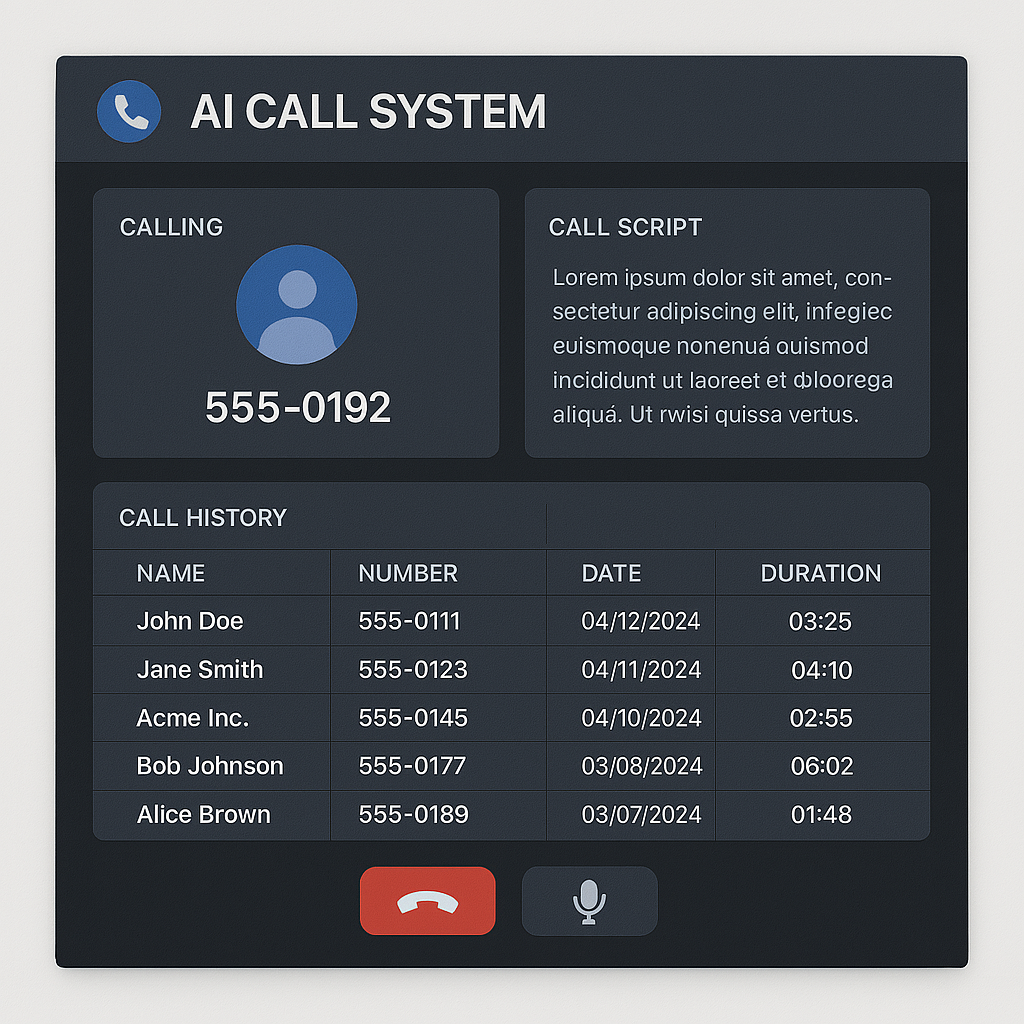 AI CALL SYSTEM
CALLING
555-0192
CALL SCRIPT
Lorem ipsum dolor sit amet, con-
sectetur adipiscing elit, infegiec
euismoque nonenuá quismod
incididunt ut laoreet et
aliquá. Ut rwisi quissa vertus.
CALL HISTORY
NAME NUMBER DATE DURATION
John Doe 555-0111 04/12/2024 03:25
Jane Smith 555-0123 04/11/2024 04:10
Acme Inc. 555-0145 04/10/2024 02:55
Bob Johnson 555-0177 03/08/2024 06:02
Alice Brown 555-0189 03/07/2024 01:48